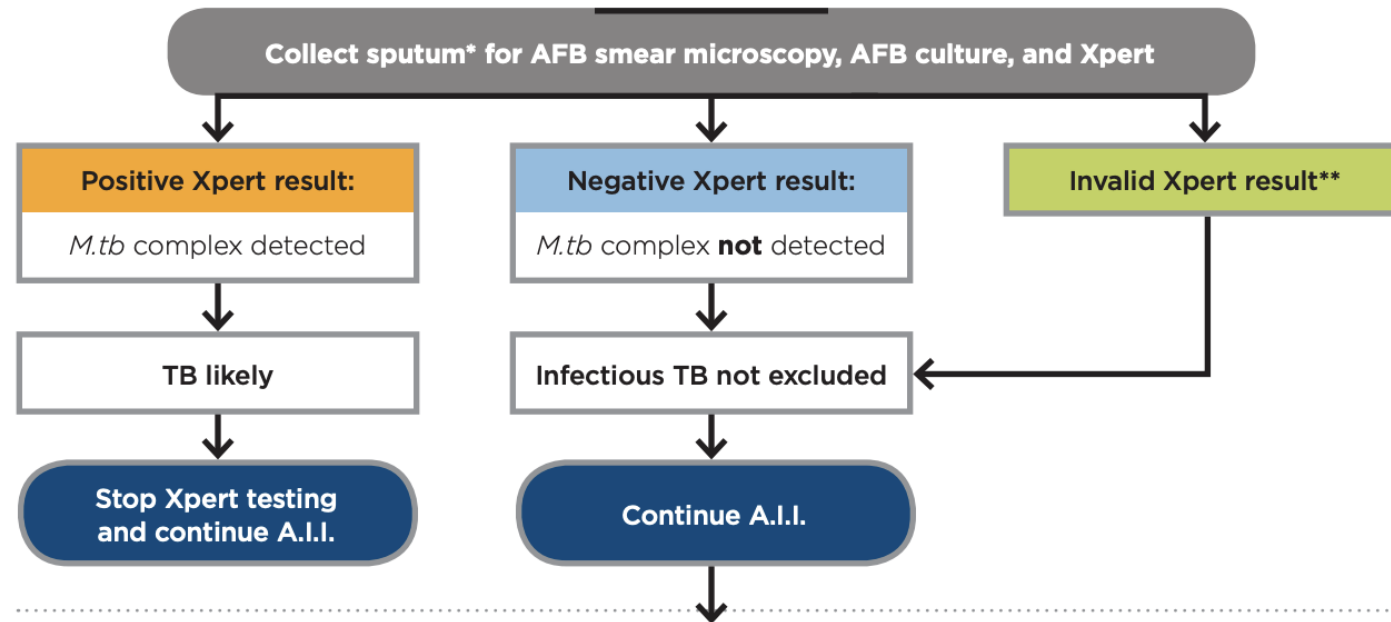 Collect sputum* for AFB smear microscopy, AFB culture, and Xpert
Positive Xpert result:
M.tb complex detected
Negative Xpert result:
M.tb complex not detected
Invalid Xpert result**
TB likely
Infectious TB not excluded
Stop Xpert testing
and continue A.I.I.
Continue A.I.I.